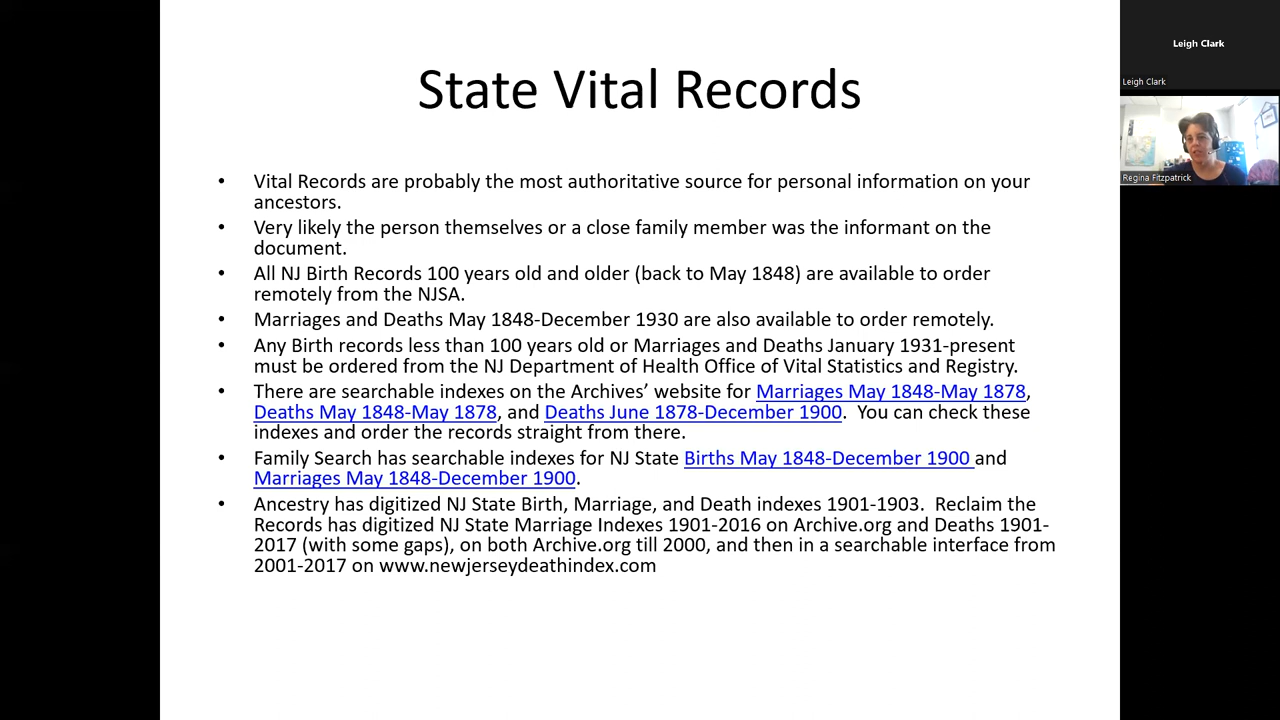 State Vital Records
• Vital Records are probably the most authoritative source for personal information on your
ancestors.
• Very likely the person themselves or a close family member was the informant on the
document.
• All NJ Birth Records 100 years old and older (back to May 1848) are available to order
remotely from the NJSA.
• Marriages and Deaths May 1848-December 1930 are also available to order remotely.
• Any Birth records less than 100 years old or Marriages and Deaths January 1931-present
must be ordered from the NJ Department of Health Office of Vital Statistics and Registry.
• There are searchable indexes on the Archives’ website for Marriages May 1848-May 1878,
Deaths May 1848-May 1878, and Deaths June 1878-December 1900.  You can check these
indexes and order the records straight from there.
• Family Search has searchable indexes for NJ State Births May 1848-December 1900 and
Marriages May 1848-December 1900.
• Ancestry has digitized NJ State Birth, Marriage, and Death indexes 1901-1903.  Reclaim the
Records has digitized NJ State Marriage Indexes 1901-2016 on Archive.org and Deaths 1901-
2017 (with some gaps), on both Archive.org till 2000, and then in a searchable interface from
2001-2017 on www.newjerseydeathindex.com
Leigh Clark
Leigh Clark
Regina Fitzpatrick